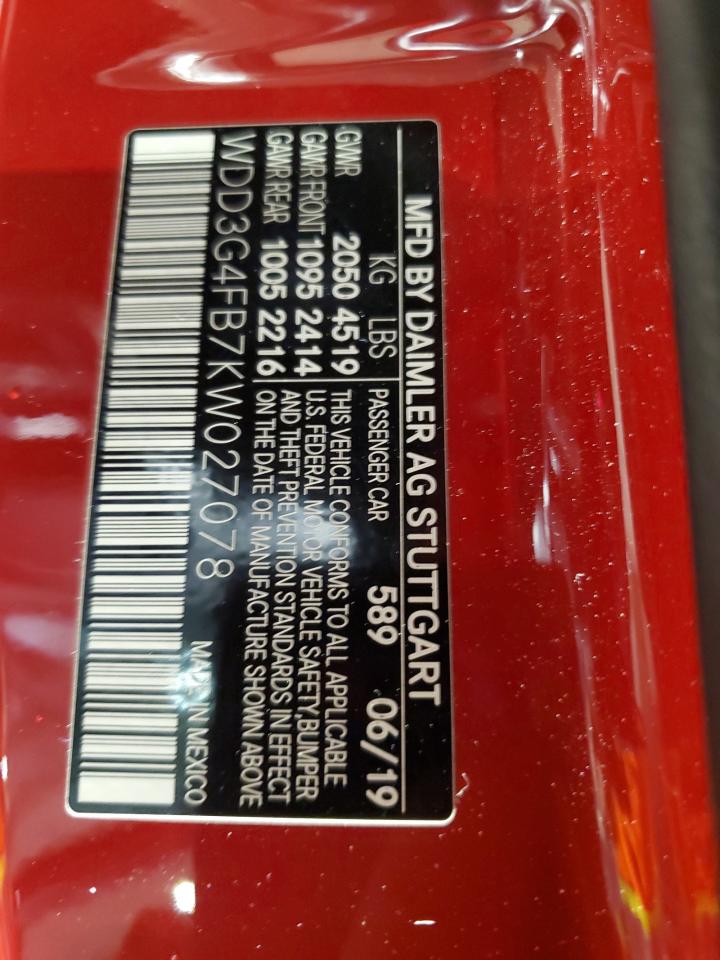 MFD BY DAIMLER AG STUTTGART
KG LBS
GVWR 2050 4519
GAWR FRONT 1095 2414
GAWR REAR 1005 2216
PASSENGER CAR 589 06/19
THIS VEHICLE CONFORMS TO ALL APPLICABLE
U.S. FEDERAL MOTOR VEHICLE SAFETY,BUMPER
AND THEFT PREVENTION STANDARDS IN EFFECT
ON THE DATE OF MANUFACTURE SHOWN ABOVE
WDD3G4FB7KW027078
MADE IN MEXICO